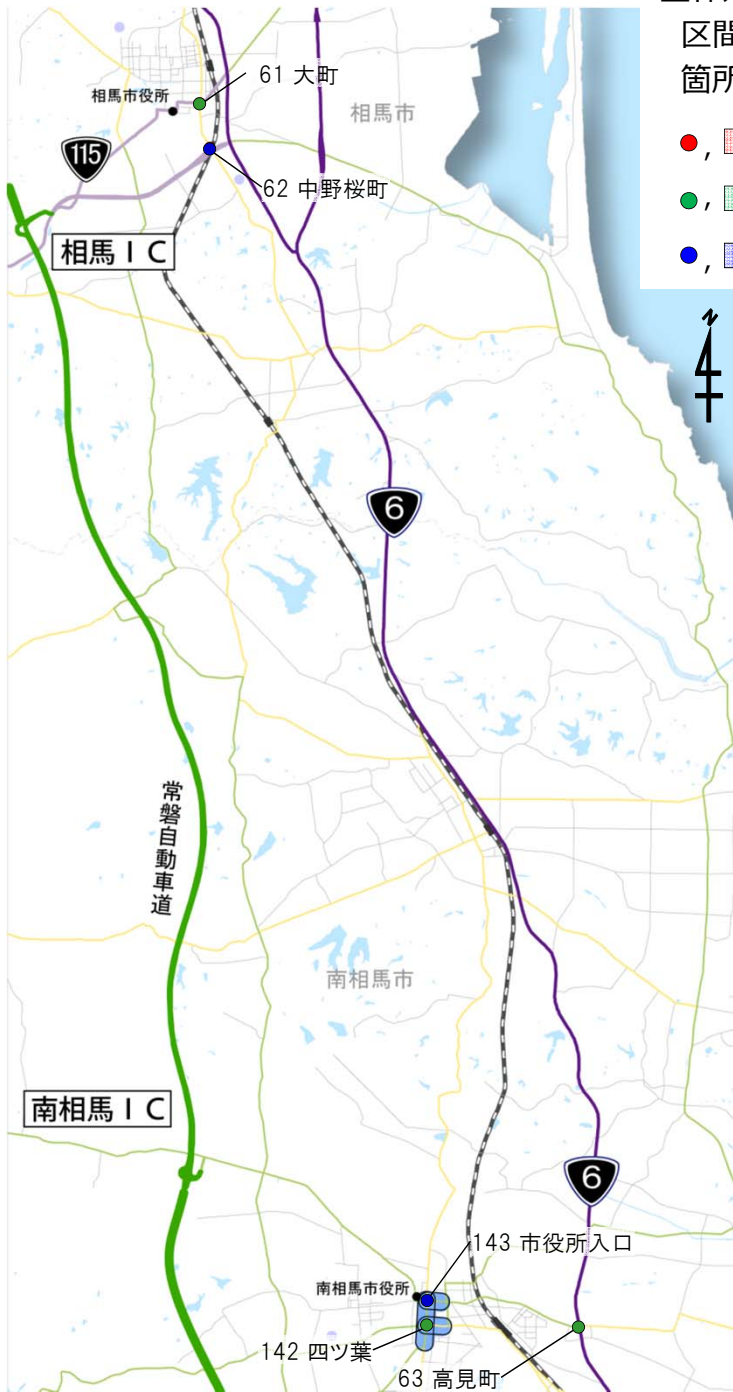 区間
箇所
61 大町
相馬市役所
相馬市
115
62 中野桜町
相馬ＩＣ
N
6
常磐自動車道
南相馬市
南相馬ＩＣ
6
143 市役所入口
南相馬市役所
142 四ツ葉
63 高見町